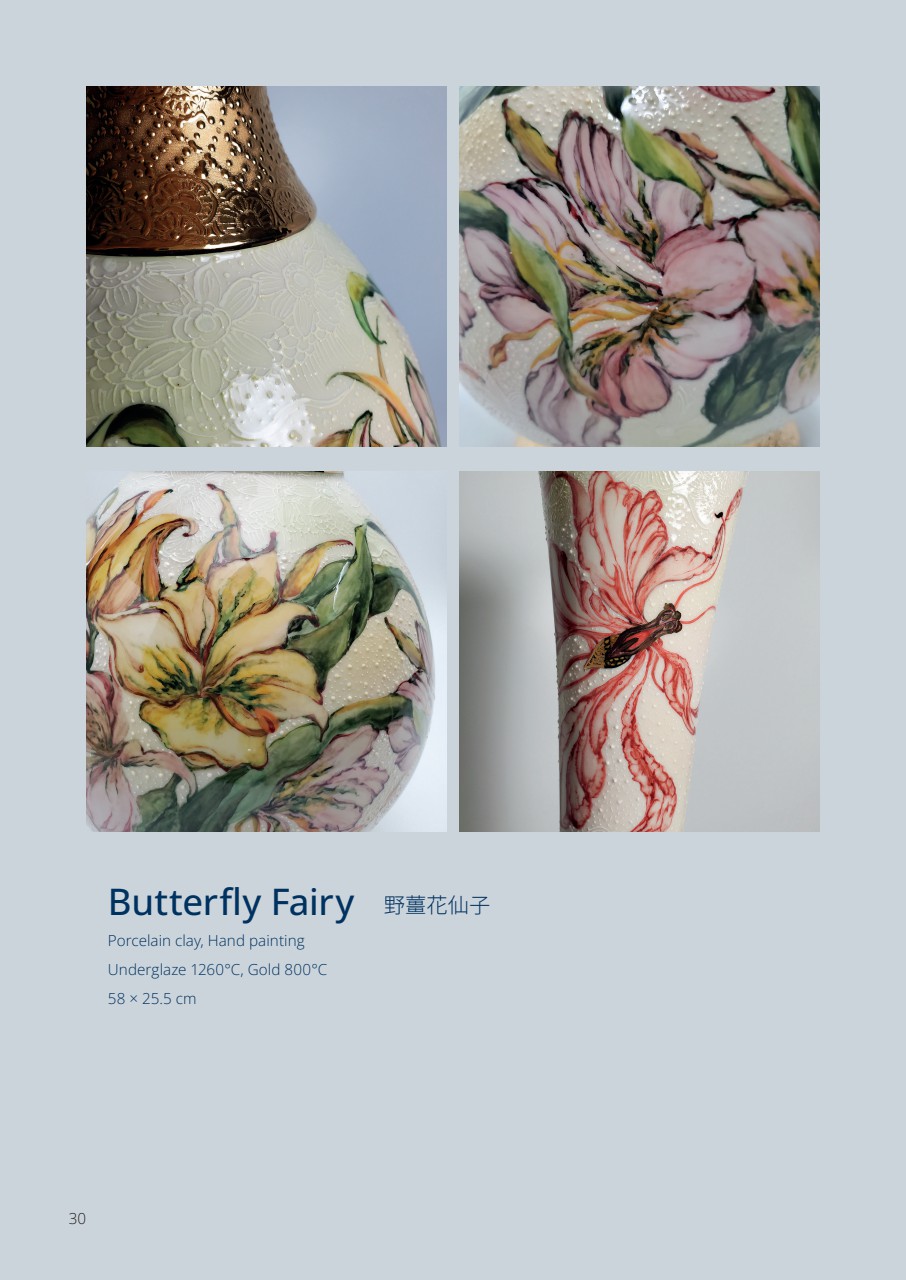 Butterfly Fairy 野薑花仙子
Porcelain clay, Hand painting
Underglaze 1260°C, Gold 800°C
58 × 25.5 cm
30